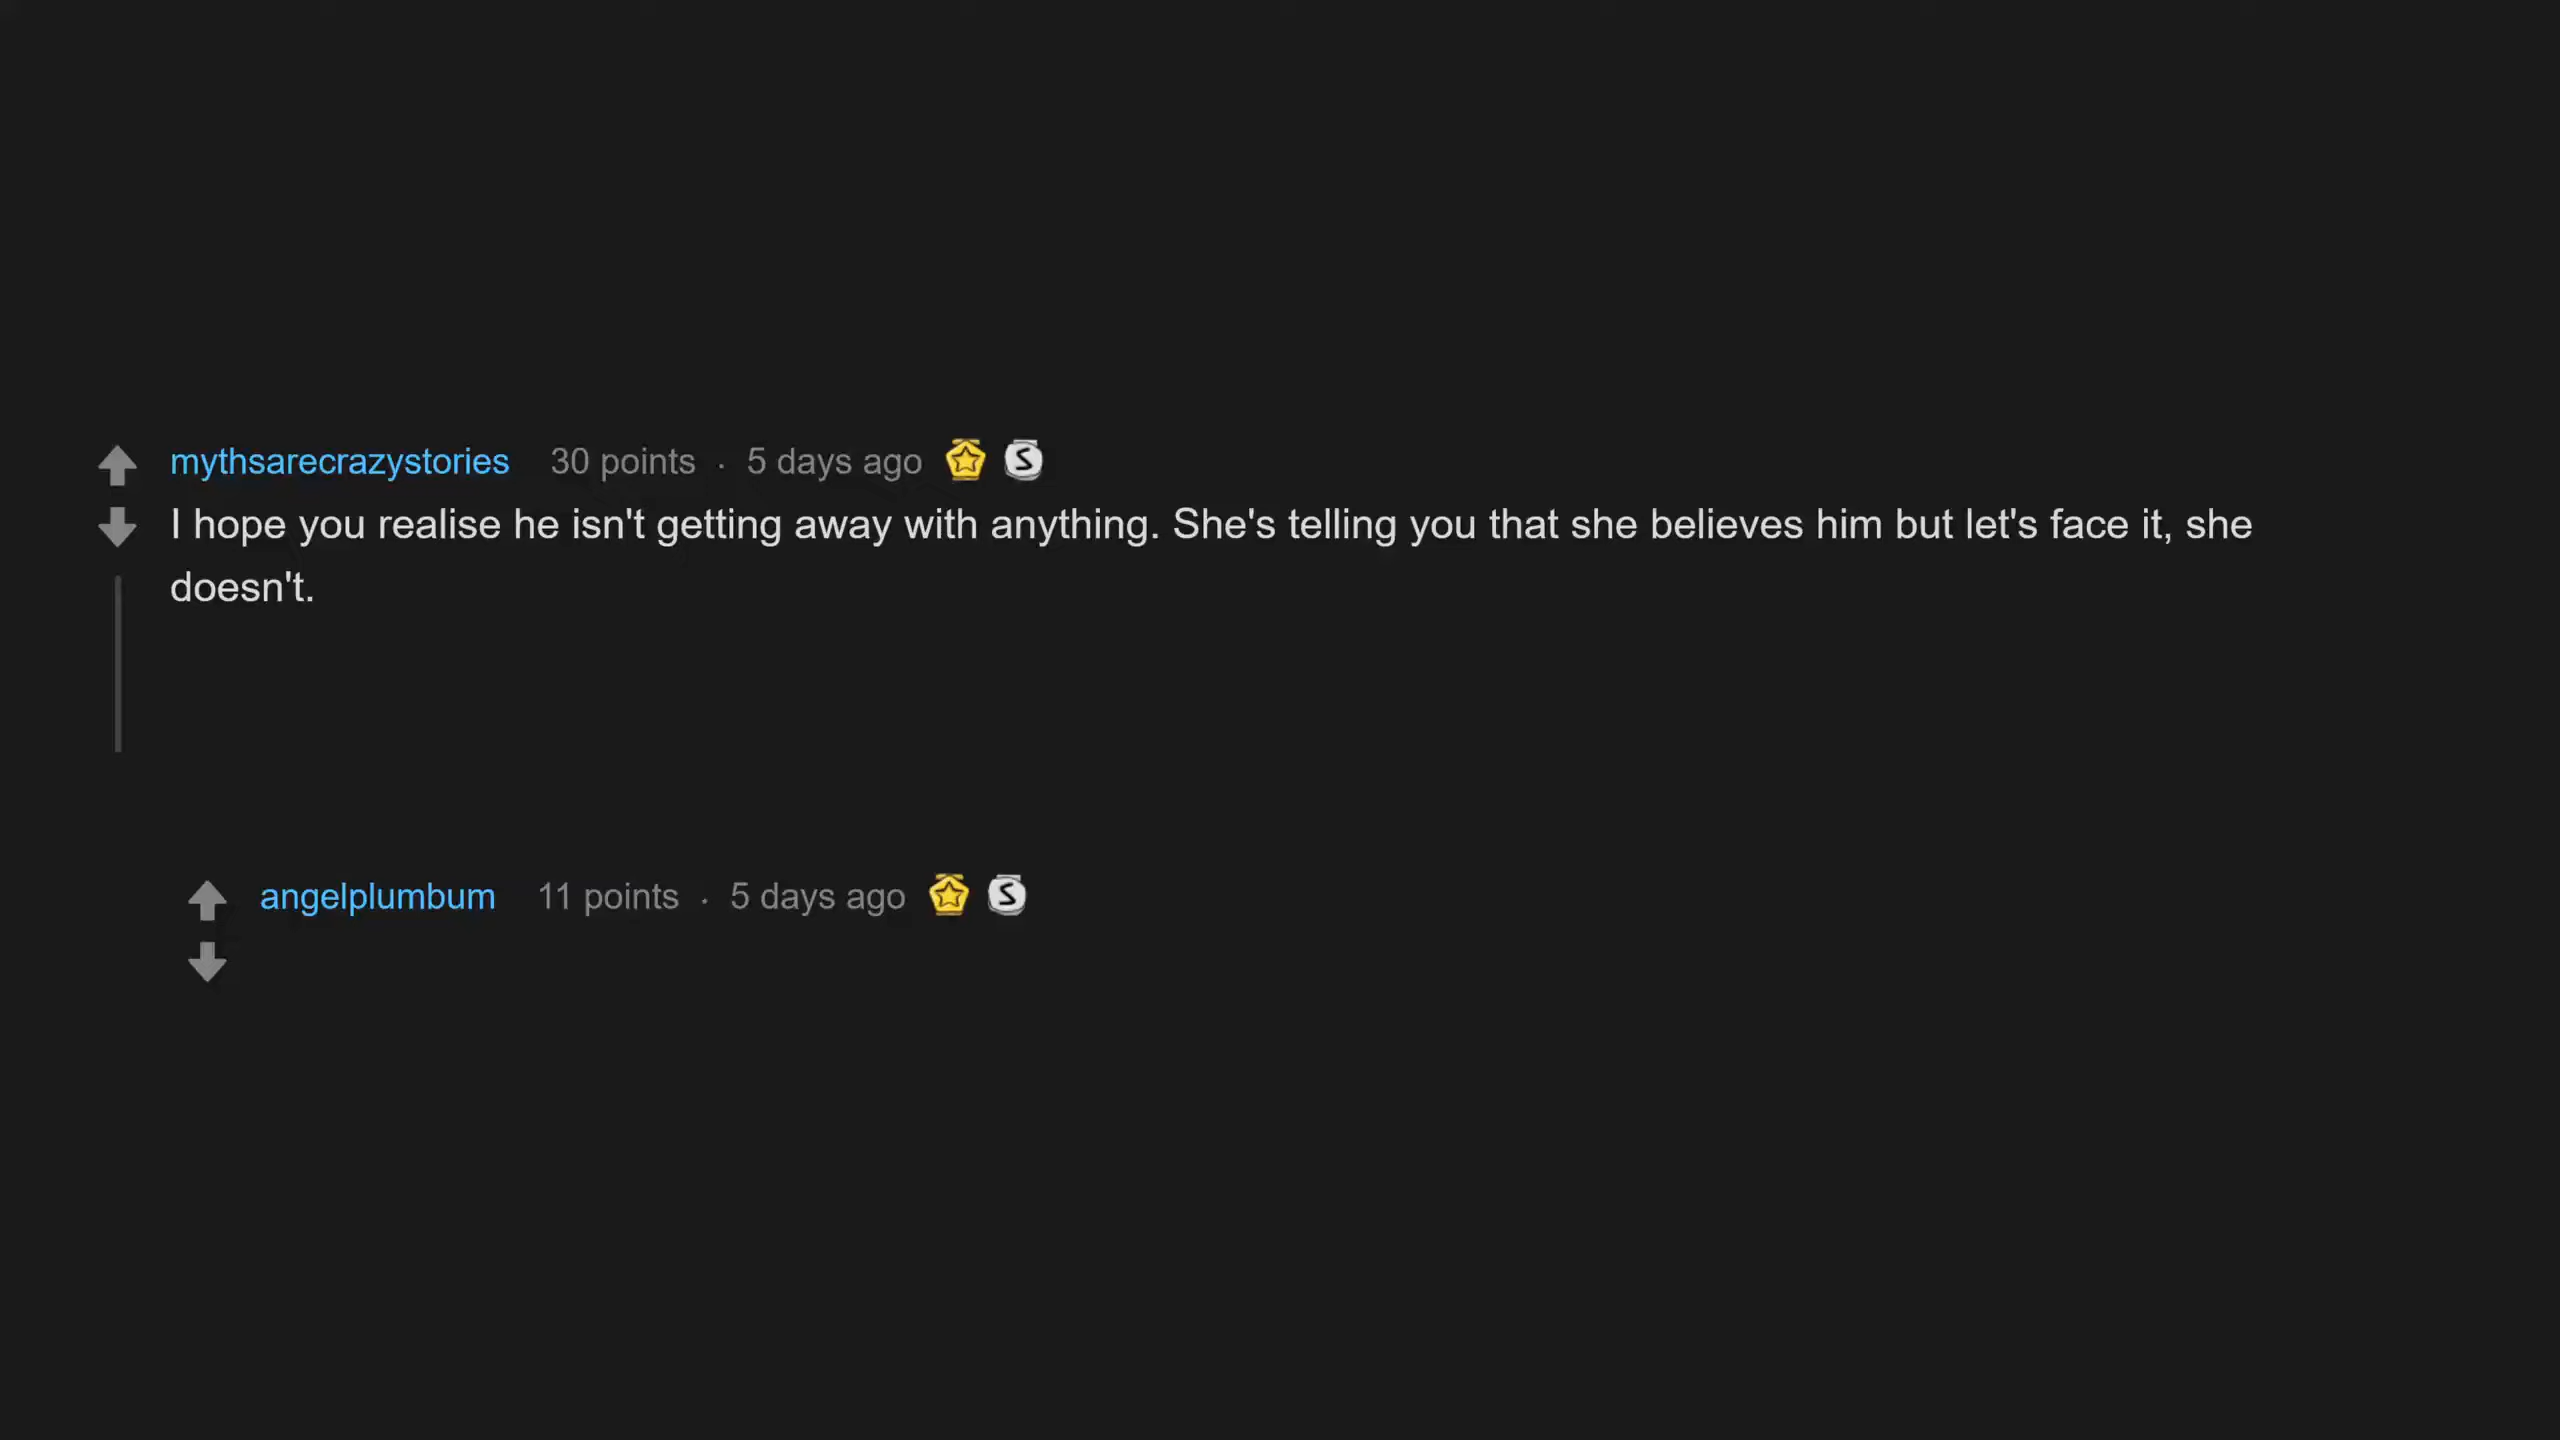 mythsarecrazystories 30 points · 5 days ago S
I hope you realise he isn't getting away with anything. She's telling you that she believes him but let's face it, she
doesn't.
angelplumbum 11 points · 5 days ago S